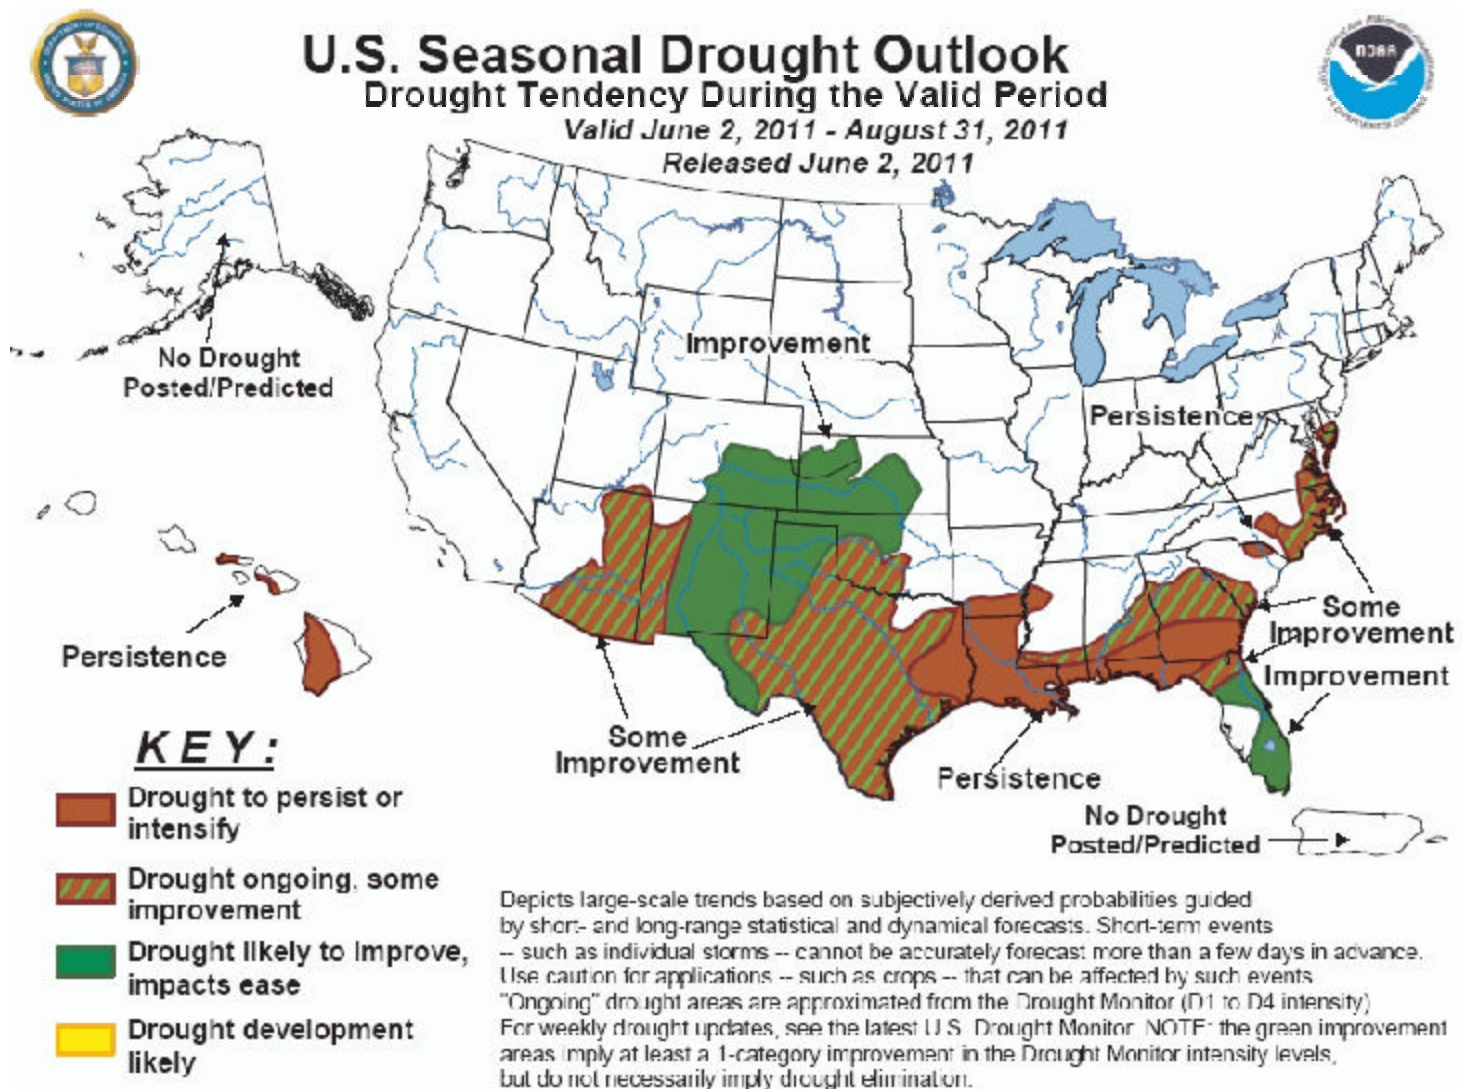 U.S. Seasonal Drought Outlook
Drought Tendency During the Valid Period
Valid June 2, 2011 - August 31, 2011
Released June 2, 2011
noaa
No Drought
Posted/Predicted
Improvement
Persistence
Persistence
Some
Improvement
Improvement
Some
Improvement
Persistence
No Drought
Posted/Predicted
KEY:
Drought to persist or
intensify
Drought ongoing, some
improvement
Drought likely to improve,
impacts ease
Drought development
likely
Depicts large-scale trends based on subjectively derived probabilities guided
by short- and long-range statistical and dynamical forecasts. Short-term events
-- such as individual storms -- cannot be accurately forecast more than a few days in advance.
Use caution for applications -- such as crops -- that can be affected by such events
"Ongoing" drought areas are approximated from the Drought Monitor (D1 to D4 intensity)
For weekly drought updates, see the latest U.S. Drought Monitor. NOTE: the green improvement
areas imply at least a 1-category improvement in the Drought Monitor intensity levels,
but do not necessarily imply drought elimination.